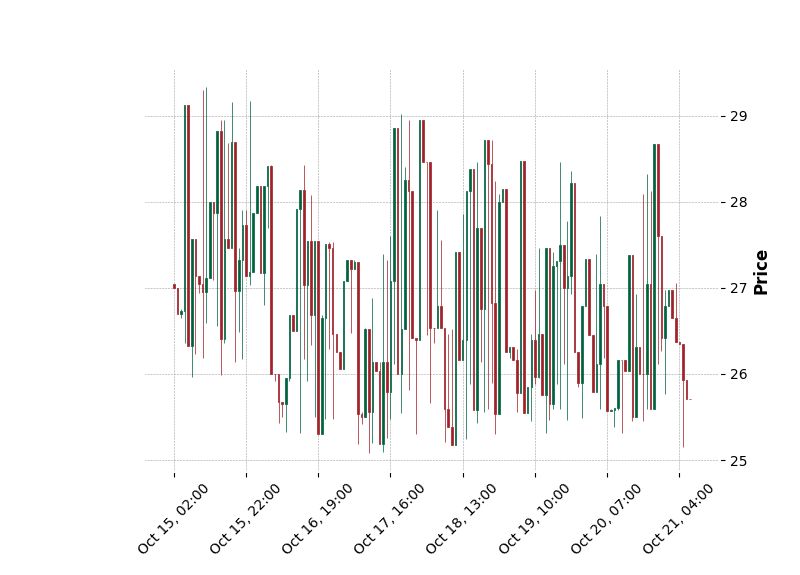 29
28
27
26
25
Price
Oct 15, 02:00
Oct 15, 22:00
Oct 16, 19:00
Oct 17, 16:00
Oct 18, 13:00
Oct 19, 10:00
Oct 20, 07:00
Oct 21, 04:00